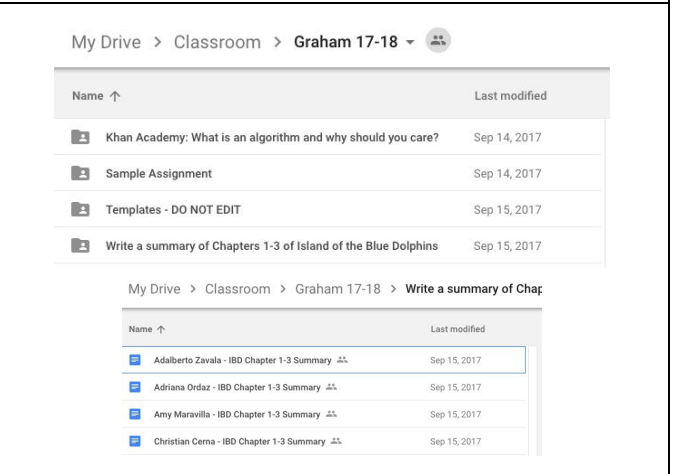 My Drive > Classroom > Graham 17-18
Name ↑ Last modified
Khan Academy: What is an algorithm and why should you care? Sep 14, 2017
Sample Assignment Sep 14, 2017
Templates - DO NOT EDIT Sep 15, 2017
Write a summary of Chapters 1-3 of Island of the Blue Dolphins Sep 15, 2017
My Drive > Classroom > Graham 17-18 > Write a summary of Chap
Name ↑ Last modified
Adalberto Zavala - IBD Chapter 1-3 Summary Sep 15, 2017
Adriana Ordaz - IBD Chapter 1-3 Summary Sep 15, 2017
Amy Maravilla - IBD Chapter 1-3 Summary Sep 15, 2017
Christian Cerna - IBD Chapter 1-3 Summary Sep 15, 2017